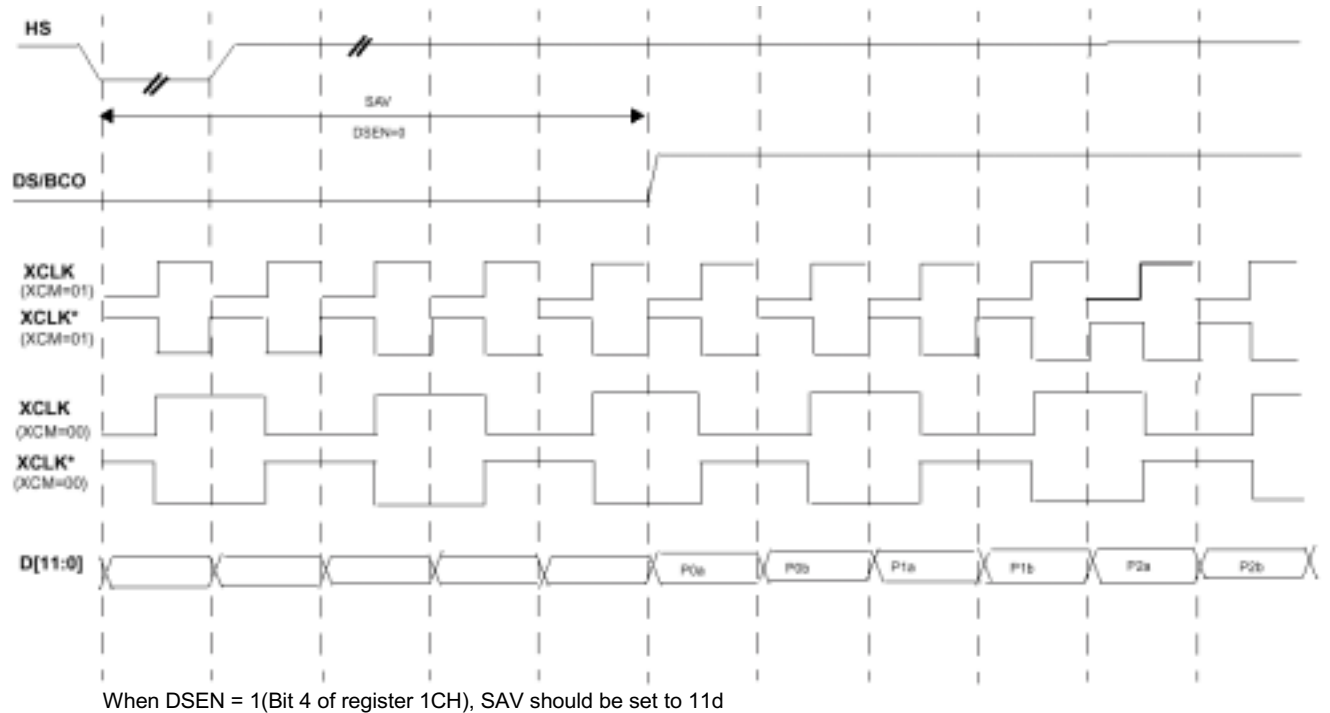 HS
SAV
DSEN=0
DS/BCO
XCLK
(XCM=01)
XCLK*
(XCM=01)
XCLK
(XCM=00)
XCLK*
(XCM=00)
D[11:0] P0a P0b P1a P1b P2a P2b
When DSEN = 1(Bit 4 of register 1CH), SAV should be set to 11d